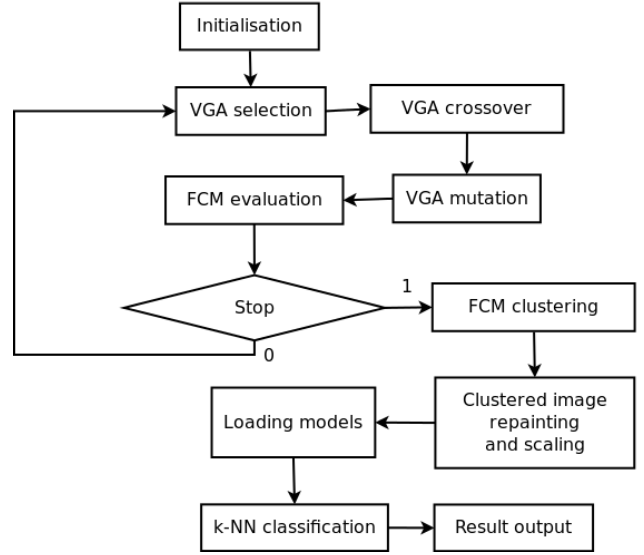 Initialisation
VGA selection
VGA crossover
FCM evaluation
VGA mutation
Stop
1
0
FCM clustering
Clustered image
repainting
and scaling
Loading models
k-NN classification
Result output